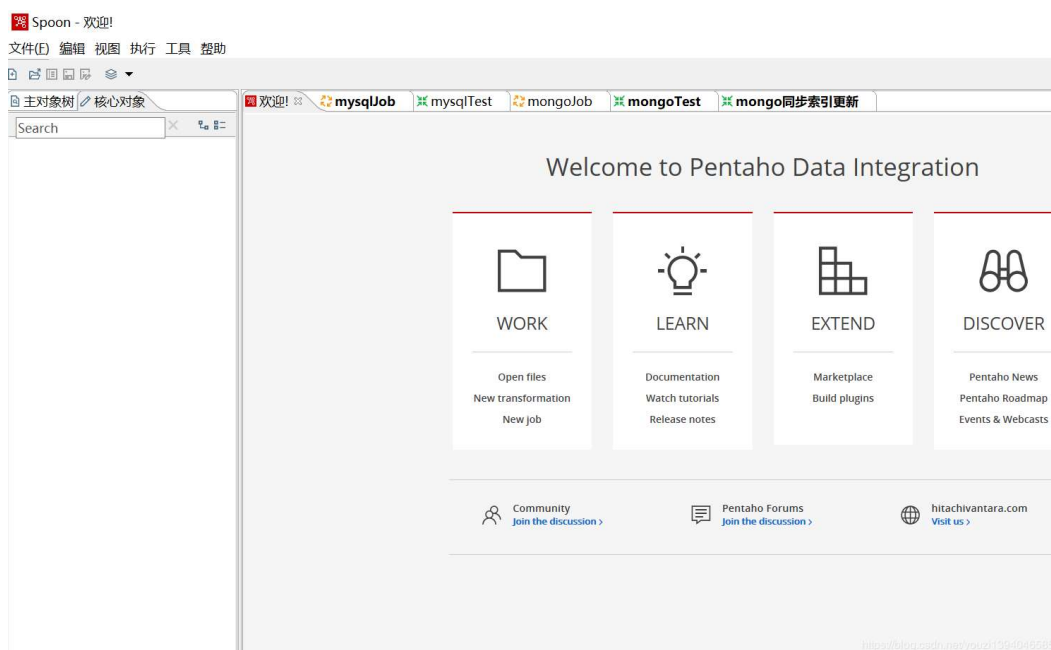 Spoon - 欢迎!
文件(F) 编辑 视图 执行 工具 帮助
主对象树 核心对象
欢迎! mysqlJob mysqlTest mongoJob mongoTest mongo同步索引更新
Search
Welcome to Pentaho Data Integration
WORK
Open files
New transformation
New job
LEARN
Documentation
Watch tutorials
Release notes
EXTEND
Marketplace
Build plugins
DISCOVER
Pentaho News
Pentaho Roadmap
Events & Webcasts
Community
Join the discussion >
Pentaho Forums
Join the discussion >
hitachivantara.com
Visit us >